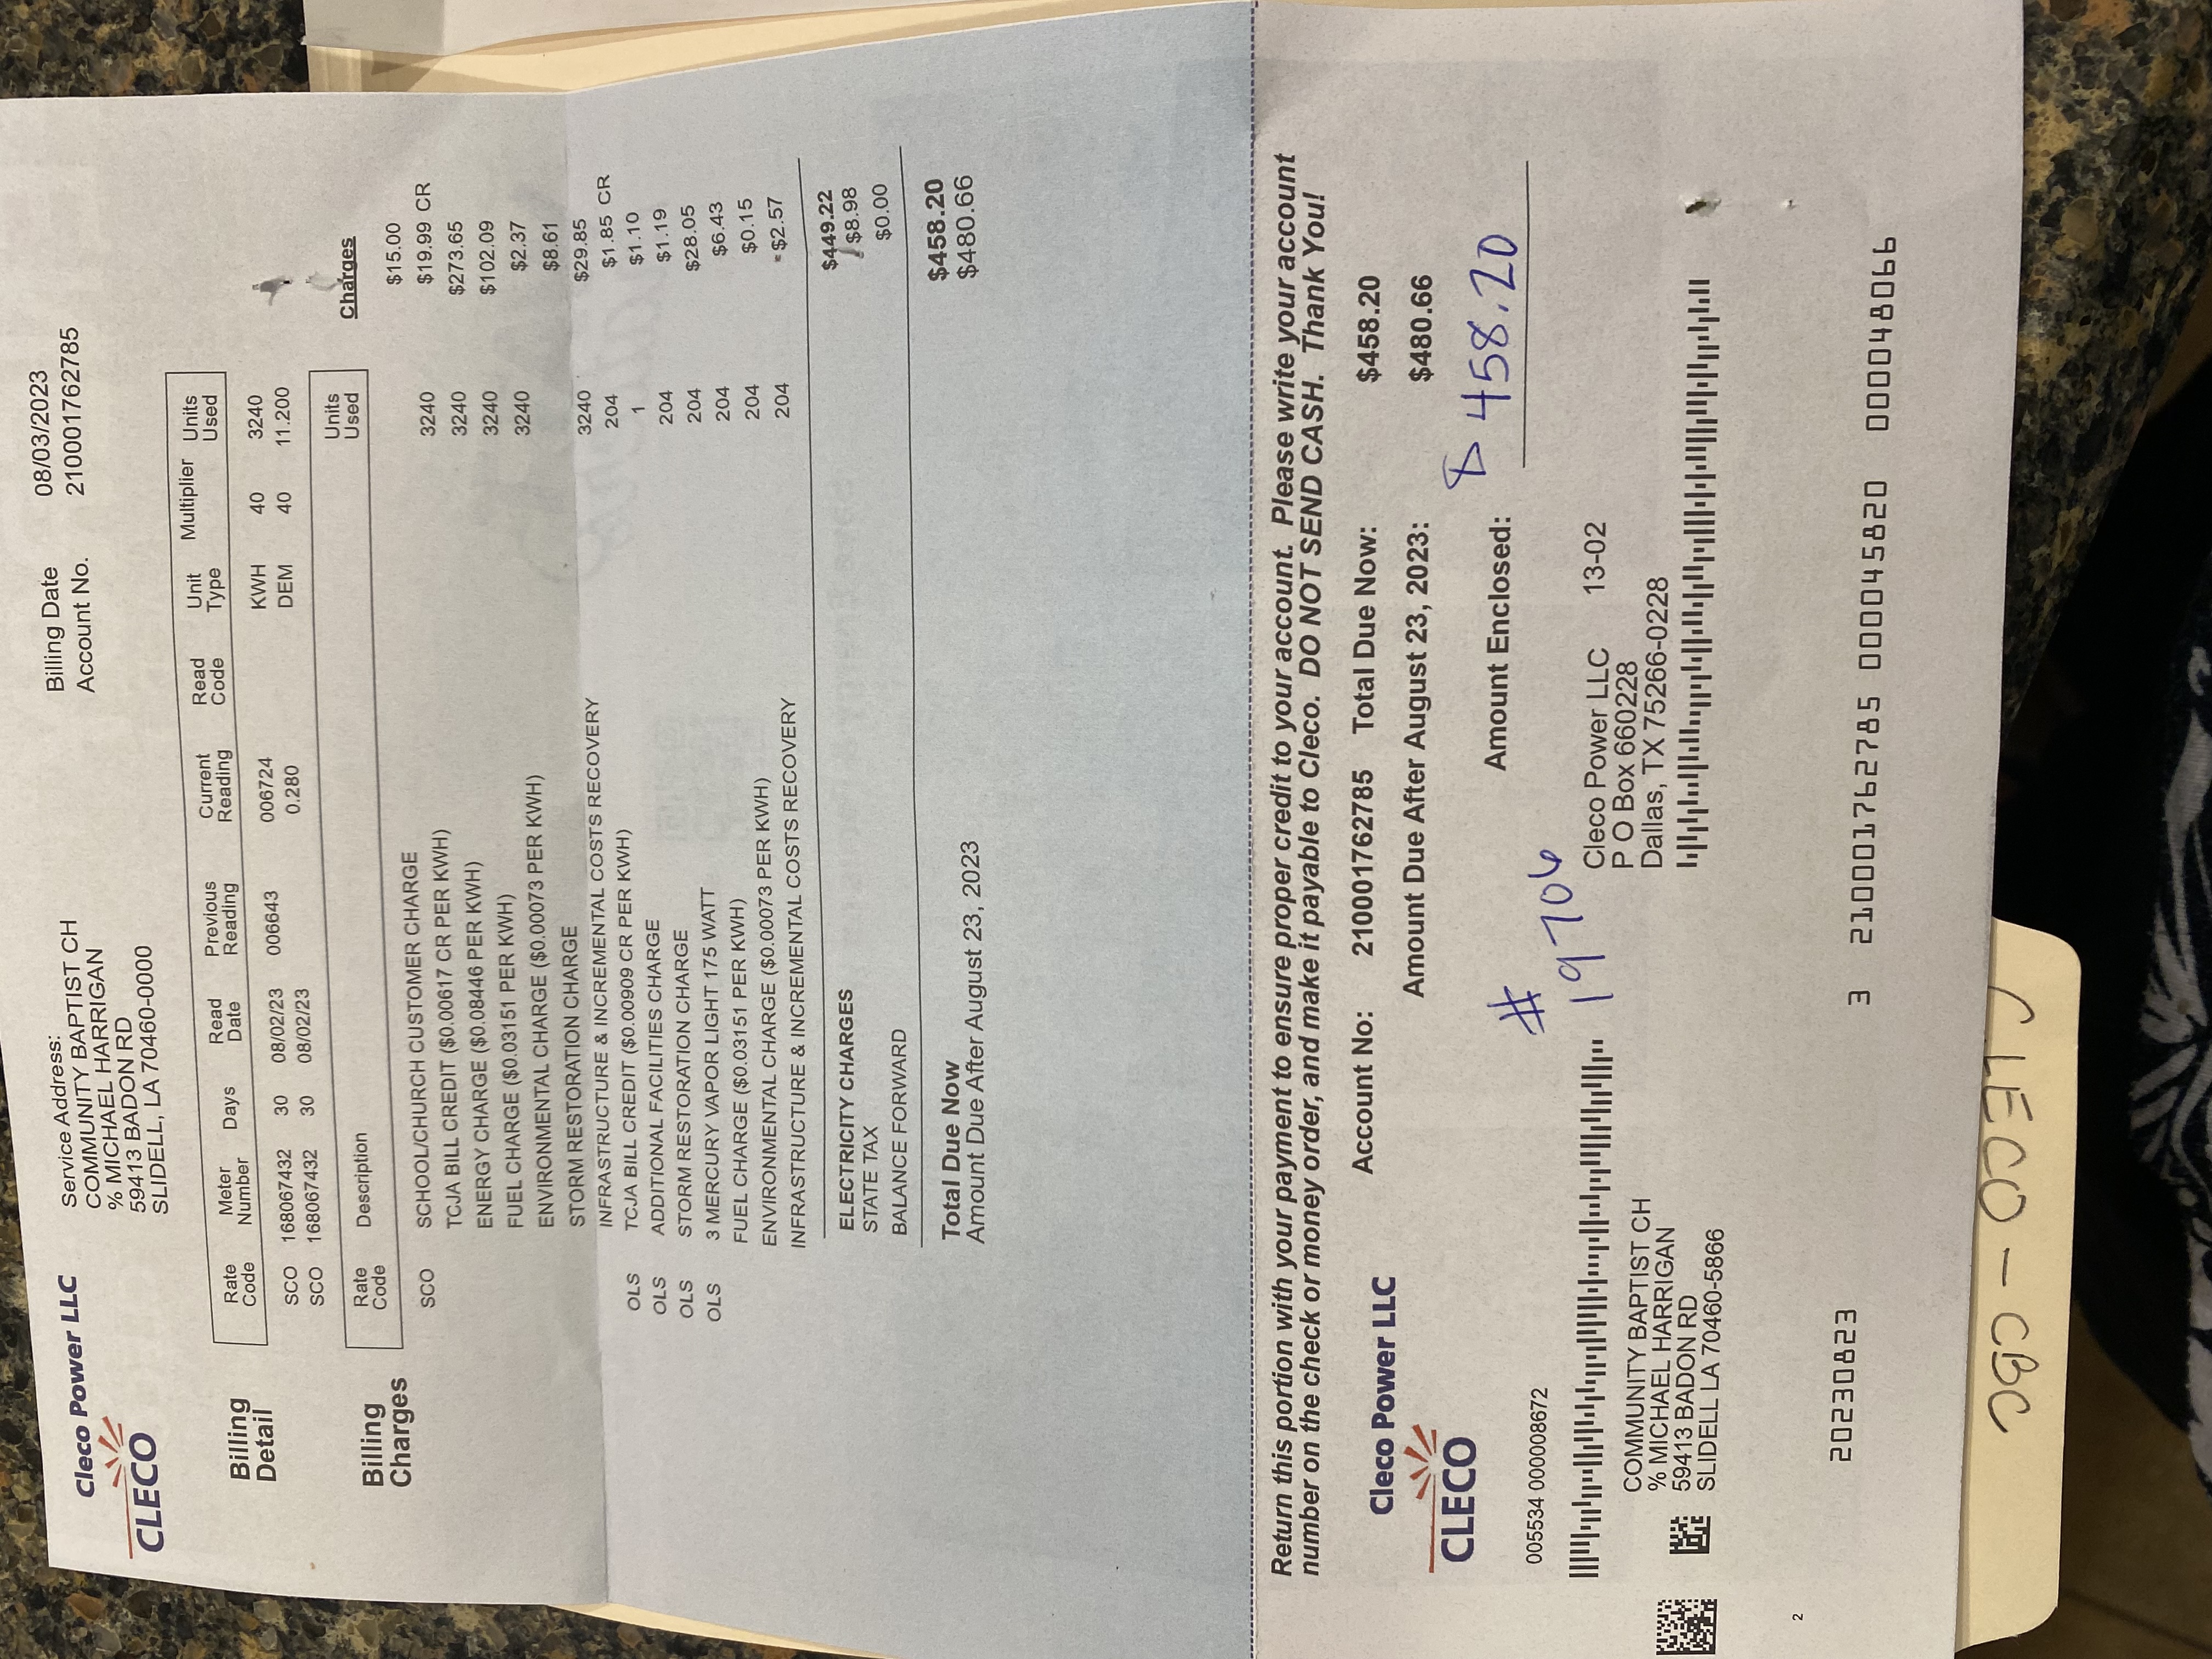 Cleco Power LLC
CLECO
Service Address:
COMMUNITY BAPTIST CH
% MICHAEL HARRIGAN
59413 BADON RD
SLIDELL, LA 70460-0000
Billing Date 08/03/2023
Account No. 2100017627​85
Billing Detail
Rate Code Meter Number Days Read Date Previous Reading Current Reading Read Code Unit Type Multiplier Units Used
SCO 168067432 30 08/02/23 006643 006724 KWH 40 3240
SCO 168067432 30 08/02/23 0.280 DEM 40 11.200
Billing Charges
Rate Code Description Units Used Charges
SCO SCHOOL/CHURCH CUSTOMER CHARGE $15.00
TCJA BILL CREDIT ($0.00617 CR PER KWH) 3240 $19.99 CR
ENERGY CHARGE ($0.08446 PER KWH) 3240 $273.65
FUEL CHARGE ($0.03151 PER KWH) 3240 $102.09
ENVIRONMENTAL CHARGE ($0.00073 PER KWH) 3240 $2.37
STORM RESTORATION CHARGE $8.61
INFRASTRUCTURE & INCREMENTAL COSTS RECOVERY 3240 $29.85
OLS TCJA BILL CREDIT ($0.00909 CR PER KWH) 204 $1.85 CR
OLS ADDITIONAL FACILITIES CHARGE 1 $1.10
OLS STORM RESTORATION CHARGE 204 $1.19
OLS 3 MERCURY VAPOR LIGHT 175 WATT 204 $28.05
FUEL CHARGE ($0.03151 PER KWH) 204 $6.43
ENVIRONMENTAL CHARGE ($0.00073 PER KWH) 204 $0.15
INFRASTRUCTURE & INCREMENTAL COSTS RECOVERY 204 $2.57
ELECTRICITY CHARGES $449.22
STATE TAX $8.98
BALANCE FORWARD $0.00
Total Due Now $458.20
Amount Due After August 23, 2023 $480.66
Return this portion with your payment to ensure proper credit to your account. Please write your account
number on the check or money order, and make it payable to Cleco. DO NOT SEND CASH. Thank You!
Cleco Power LLC
CLECO
Account No: 2100017627​85 Total Due Now: $458.20
Amount Due After August 23, 2023: $480.66
Amount Enclosed: $ 458.20
# 19706
005534 000008672
COMMUNITY BAPTIST CH
% MICHAEL HARRIGAN
59413 BADON RD
SLIDELL LA 70460-5866
Cleco Power LLC 13-02
P O Box 660228
Dallas, TX 75266-0228
2
20230823 3 210001762785 000045820 000048066
CBC - CLECO